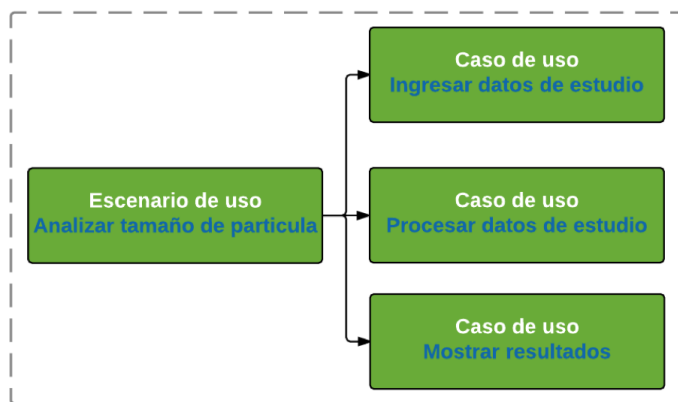 Caso de uso
Ingresar datos de estudio
Escenario de uso
Analizar tamaño de particula
Caso de uso
Procesar datos de estudio
Caso de uso
Mostrar resultados